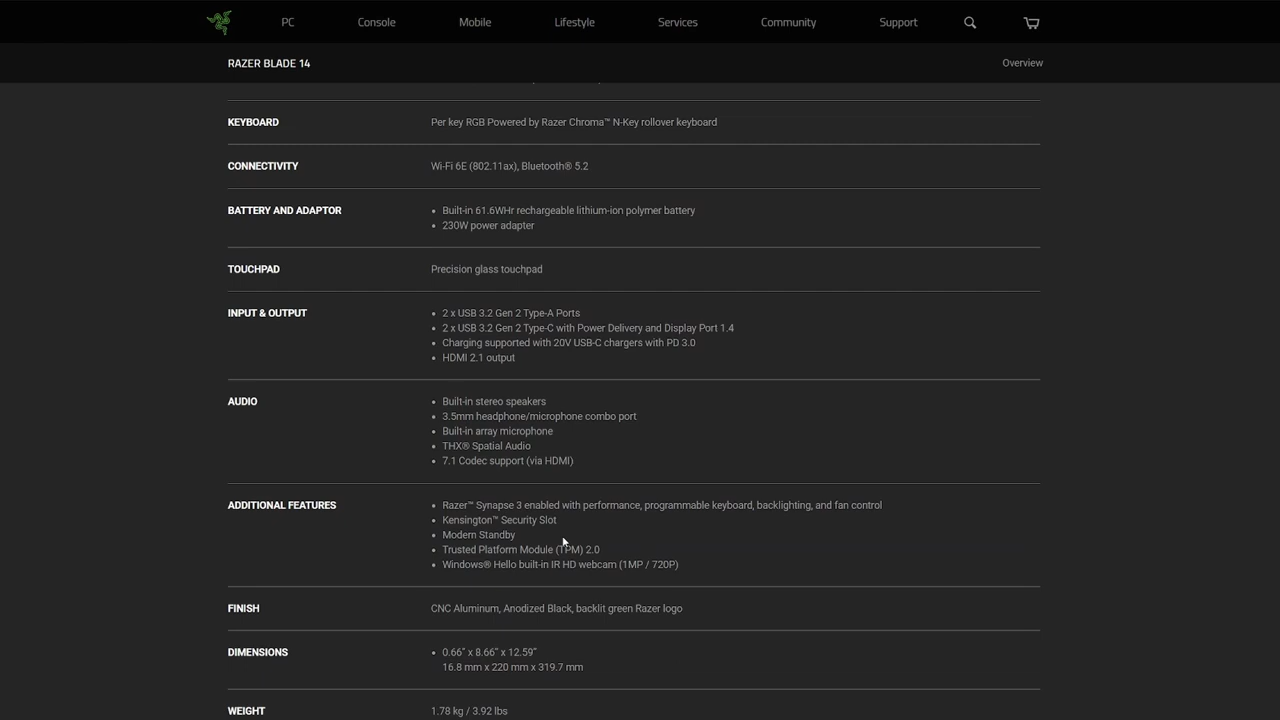 PC Console Mobile Lifestyle Services Community Support
RAZER BLADE 14 Overview
KEYBOARD Per key RGB Powered by Razer Chroma™ N-Key rollover keyboard
CONNECTIVITY Wi-Fi 6E (802.11ax), Bluetooth® 5.2
BATTERY AND ADAPTOR • Built-in 61.6WHr rechargeable lithium-ion polymer battery
• 230W power adapter
TOUCHPAD Precision glass touchpad
INPUT & OUTPUT • 2 x USB 3.2 Gen 2 Type-A Ports
• 2 x USB 3.2 Gen 2 Type-C with Power Delivery and Display Port 1.4
• Charging supported with 20V USB-C chargers with PD 3.0
• HDMI 2.1 output
AUDIO • Built-in stereo speakers
• 3.5mm headphone/microphone combo port
• Built-in array microphone
• THX® Spatial Audio
• 7.1 Codec support (via HDMI)
ADDITIONAL FEATURES • Razer™ Synapse 3 enabled with performance, programmable keyboard, backlighting, and fan control
• Kensington™ Security Slot
• Modern Standby
• Trusted Platform Module (TPM) 2.0
• Windows® Hello built-in IR HD webcam (1MP / 720P)
FINISH CNC Aluminum, Anodized Black, backlit green Razer logo
DIMENSIONS • 0.66” x 8.66” x 12.59”
16.8 mm x 220 mm x 319.7 mm
WEIGHT 1.78 kg / 3.92 lbs